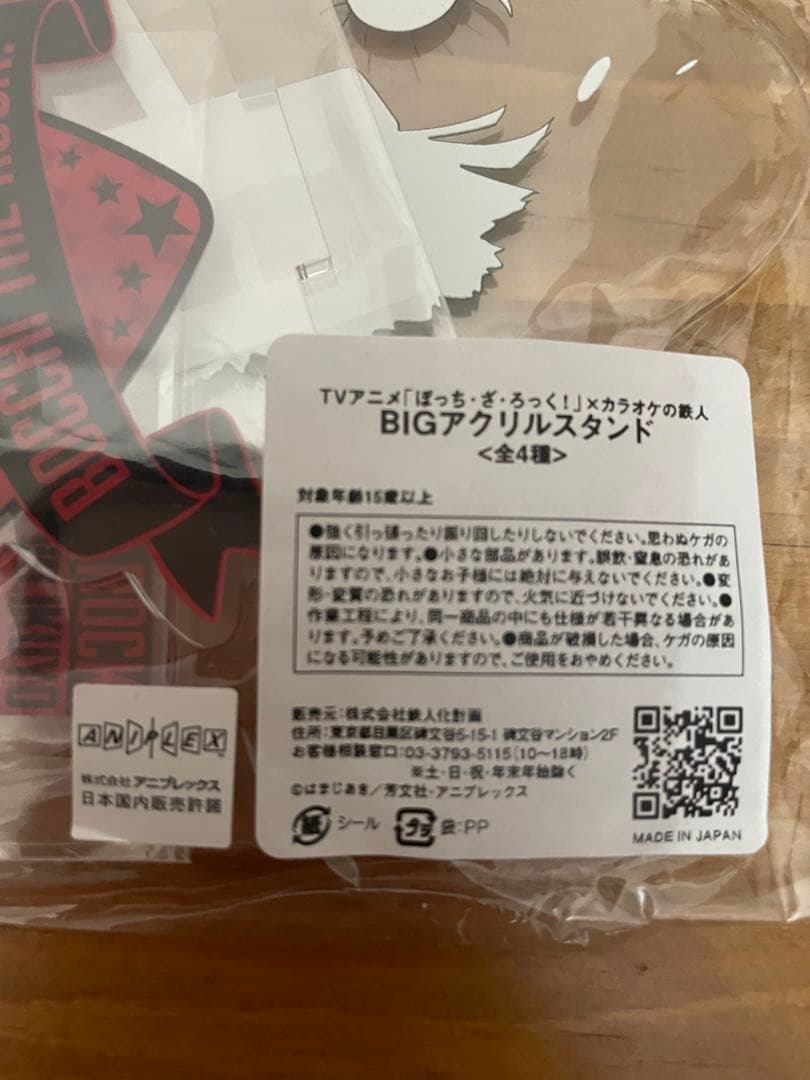 BOCCHI THE ROCK!
TVアニメ「ぼっち・ざ・ろっく!」×カラオケの鉄人
BIGアクリルスタンド
<全4種>
対象年齢15歳以上
●強く引っ張ったり振り回したりしないでください。思わぬケガの
原因になります。●小さな部品があります。誤飲・窒息の恐れがあ
りますので、小さなお子様には絶対に与えないでください。●変
形・変質の恐れがありますので、火気に近づけないでください。●
作業工程により、同一商品の中にも仕様が若干異なる場合があ
ります。予めご了承ください。●商品が破損した場合、ケガの原因
になる可能性がありますので、ご使用をおやめください。
販売元:株式会社鉄人化計画
住所:東京都目黒区碑文谷5-15-1 碑文谷マンション2F
お客様相談窓口:03-3793-5115(10~18時)
※土・日・祝・年末年始除く
©はまじあき/芳文社・アニプレックス
紙 シール プラ 袋:PP
MADE IN JAPAN
ANIPLEX
株式会社アニプレックス
日本国内販売許諾